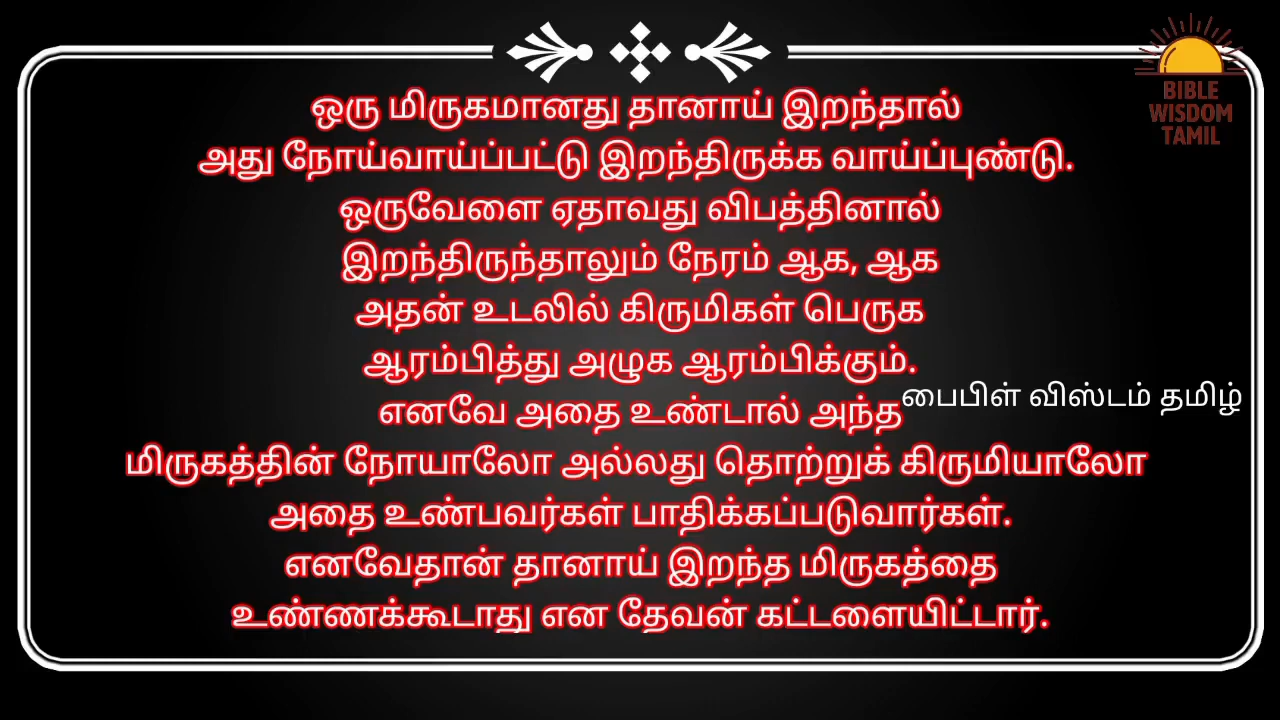 BIBLE
WISDOM
TAMIL
ஒரு மிருகமானது தானாய் இறந்தால்
அது நோய்வாய்ப்பட்டு இறந்திருக்க வாய்ப்புண்டு.
ஒருவேளை ஏதாவது விபத்தினால்
இறந்திருந்தாலும் நேரம் ஆக, ஆக
அதன் உடலில் கிருமிகள் பெருக
ஆரம்பித்து அழுக ஆரம்பிக்கும்.
எனவே அதை உண்டால் அந்த
பைபிள் விஸ்டம் தமிழ்
மிருகத்தின் நோயாலோ அல்லது தொற்றுக் கிருமியாலோ
அதை உண்பவர்கள் பாதிக்கப்படுவார்கள்.
எனவேதான் தானாய் இறந்த மிருகத்தை
உண்ணக்கூடாது என தேவன் கட்டளையிட்டார்.